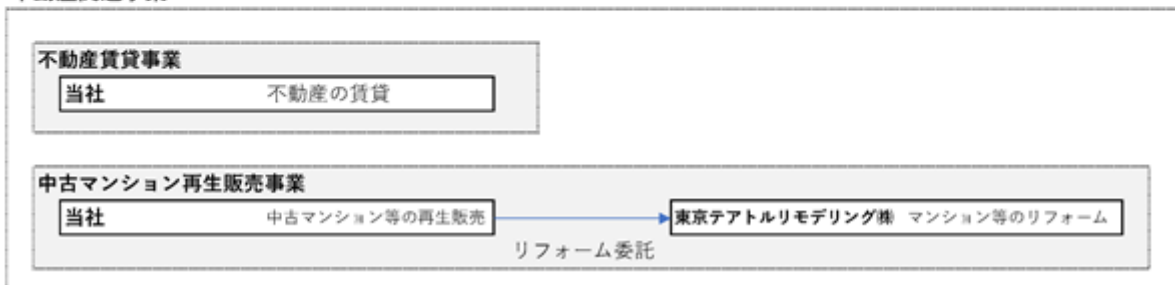 不動産賃貸事業
当社 不動産の賃貸
中古マンション再生販売事業
当社 中古マンション等の再生販売 東京テアトルリモデリング㈱ マンション等のリフォーム
リフォーム委託